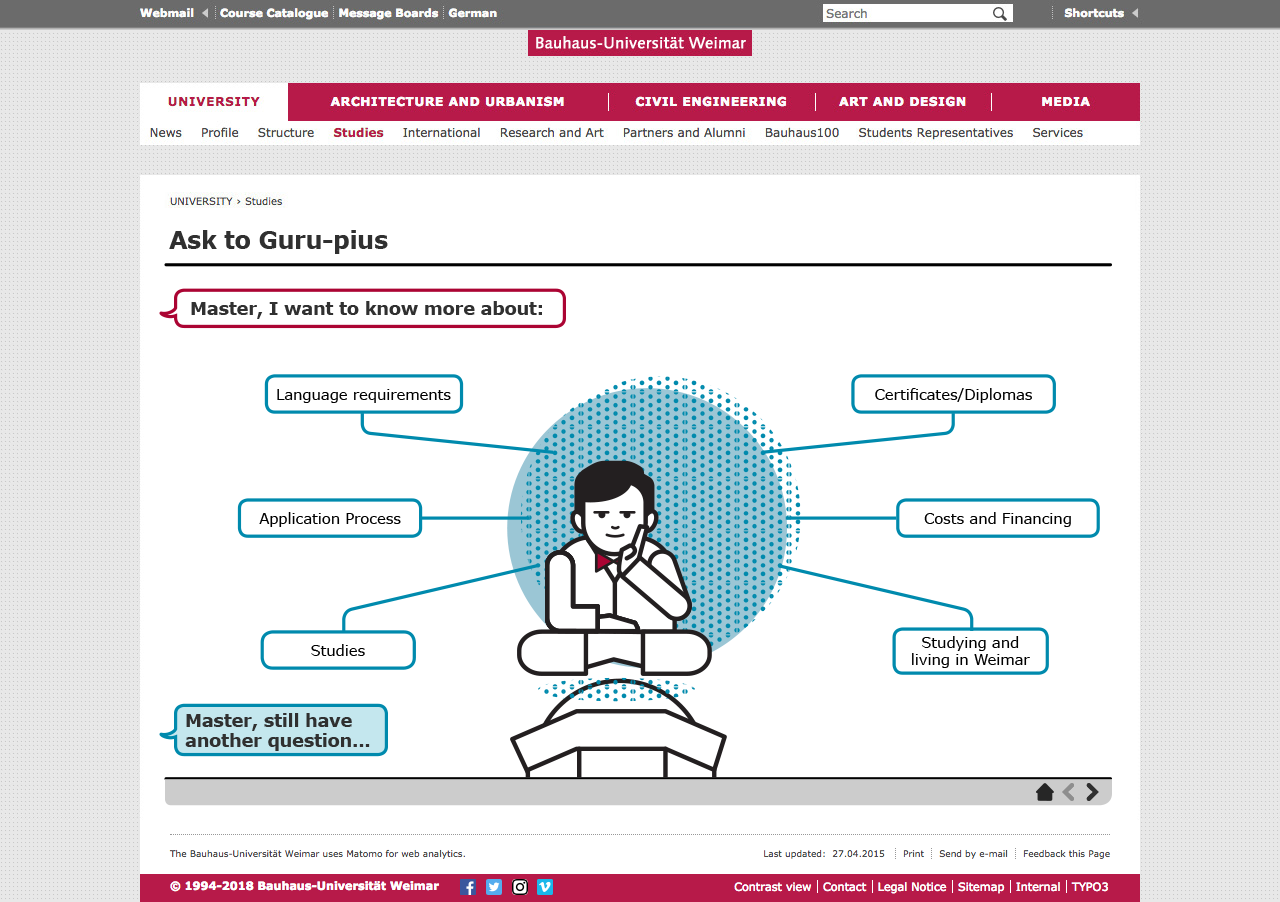 Webmail Course Catalogue Message Boards German Search Shortcuts
Bauhaus-Universität Weimar
UNIVERSITY ARCHITECTURE AND URBANISM CIVIL ENGINEERING ART AND DESIGN MEDIA
News Profile Structure Studies International Research and Art Partners and Alumni Bauhaus100 Students Representatives Services
UNIVERSITY › Studies
Ask to Guru-pius
Master, I want to know more about:
Language requirements
Certificates/Diplomas
Application Process
Costs and Financing
Studies
Studying and
living in Weimar
Master, still have
another question...
The Bauhaus-Universität Weimar uses Matomo for web analytics. Last updated: 27.04.2015 Print Send by e-mail Feedback this Page
© 1994-2018 Bauhaus-Universität Weimar Contrast view Contact Legal Notice Sitemap Internal TYPO3